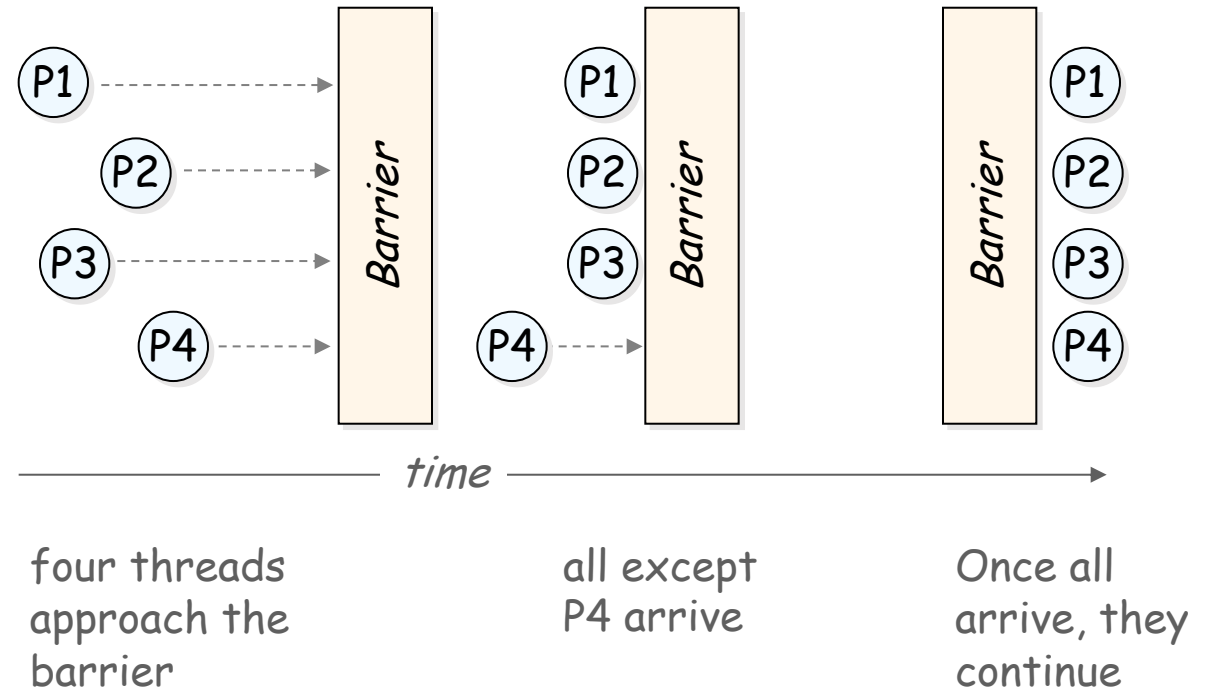 P1
P2
P3
P4
Barrier
P1
P2
P3
P4
Barrier
Barrier
P1
P2
P3
P4
time
four threads
approach the
barrier
all except
P4 arrive
Once all
arrive, they
continue